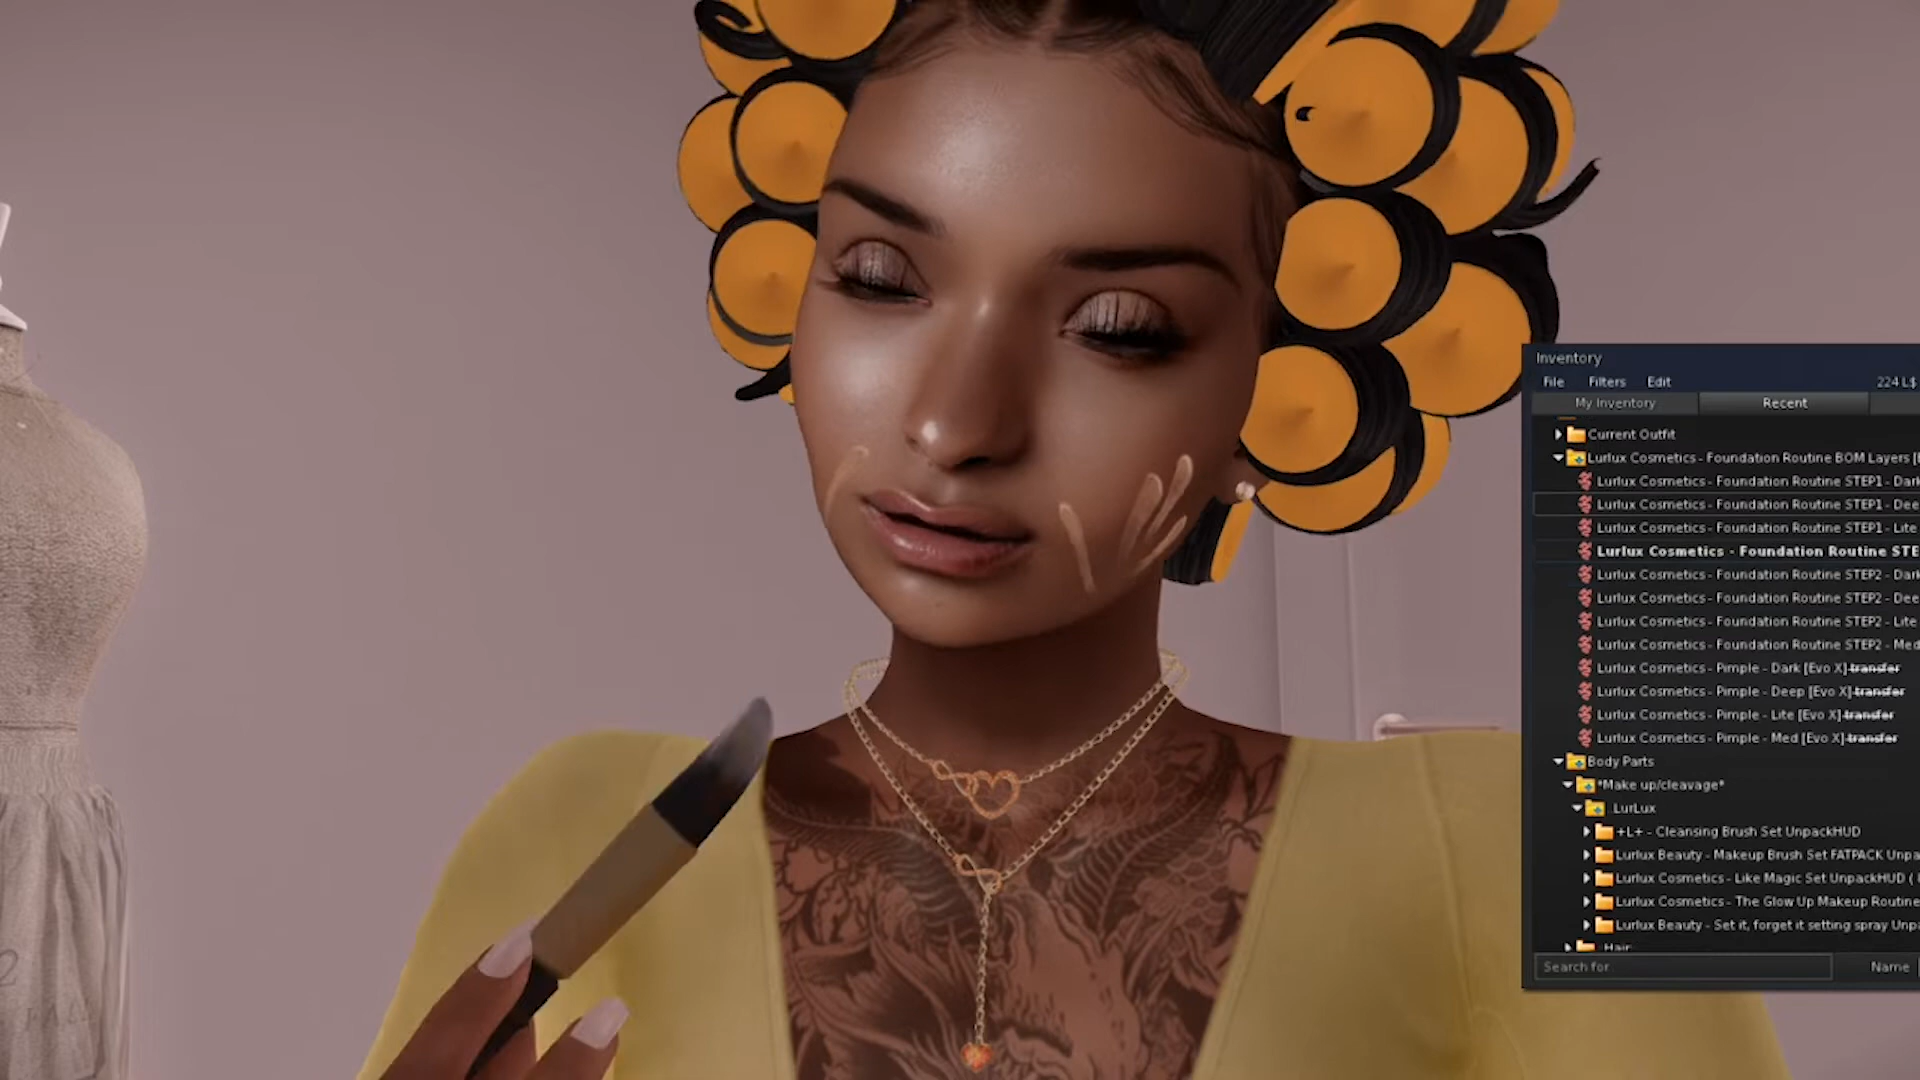 Inventory
File Filters Edit 224 L$
My Inventory Recent
Current Outfit
Lurlux Cosmetics - Foundation Routine BOM Layers [
Lurlux Cosmetics - Foundation Routine STEP1 - Dark
Lurlux Cosmetics - Foundation Routine STEP1 - Dee
Lurlux Cosmetics - Foundation Routine STEP1 - Lite
Lurlux Cosmetics - Foundation Routine STE
Lurlux Cosmetics - Foundation Routine STEP2 - Dark
Lurlux Cosmetics - Foundation Routine STEP2 - Dee
Lurlux Cosmetics - Foundation Routine STEP2 - Lite
Lurlux Cosmetics - Foundation Routine STEP2 - Med
Lurlux Cosmetics - Pimple - Dark [Evo X] transfer
Lurlux Cosmetics - Pimple - Deep [Evo X] transfer
Lurlux Cosmetics - Pimple - Lite [Evo X] transfer
Lurlux Cosmetics - Pimple - Med [Evo X] transfer
Body Parts
*Make up/cleavage*
LurLux
+L+ - Cleansing Brush Set UnpackHUD
Lurlux Beauty - Makeup Brush Set FATPACK Unpa
Lurlux Cosmetics - Like Magic Set UnpackHUD (
Lurlux Cosmetics - The Glow Up Makeup Routine
Lurlux Beauty - Set it, forget it setting spray Unpa
Hair
Search for Name